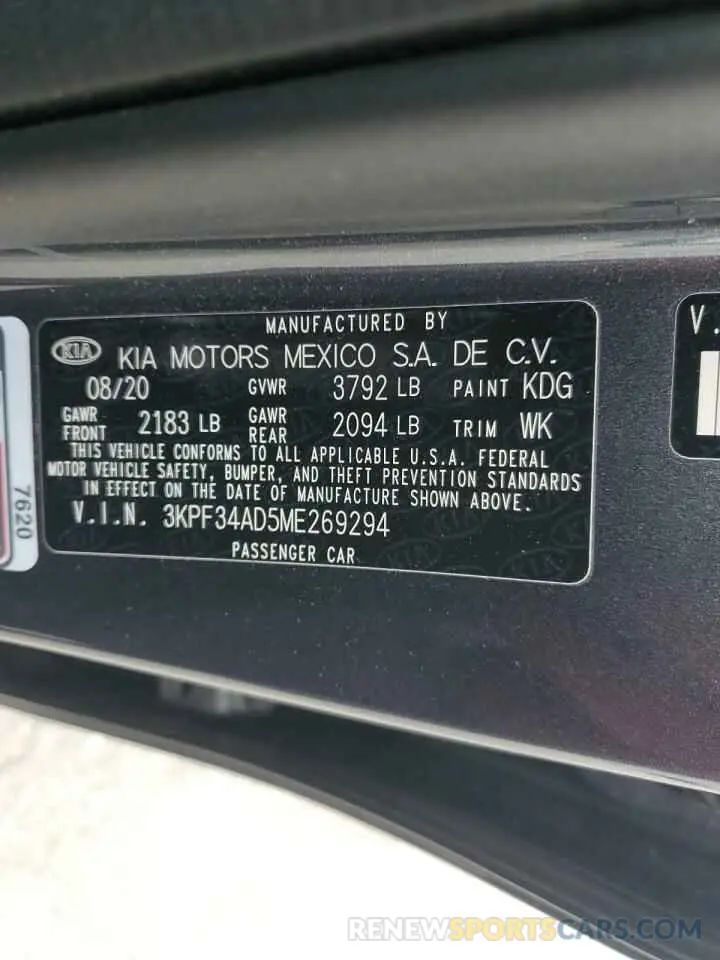 MANUFACTURED BY
KIA KIA MOTORS MEXICO S.A. DE C.V.
08/20 GVWR 3792 LB PAINT KDG
GAWR FRONT 2183 LB GAWR REAR 2094 LB TRIM WK
THIS VEHICLE CONFORMS TO ALL APPLICABLE U.S.A. FEDERAL
MOTOR VEHICLE SAFETY, BUMPER, AND THEFT PREVENTION STANDARDS
IN EFFECT ON THE DATE OF MANUFACTURE SHOWN ABOVE.
V.I.N. 3KPF34AD5ME269294
PASSENGER CAR
7620
V.
RENEWSPORTSCARS.COM